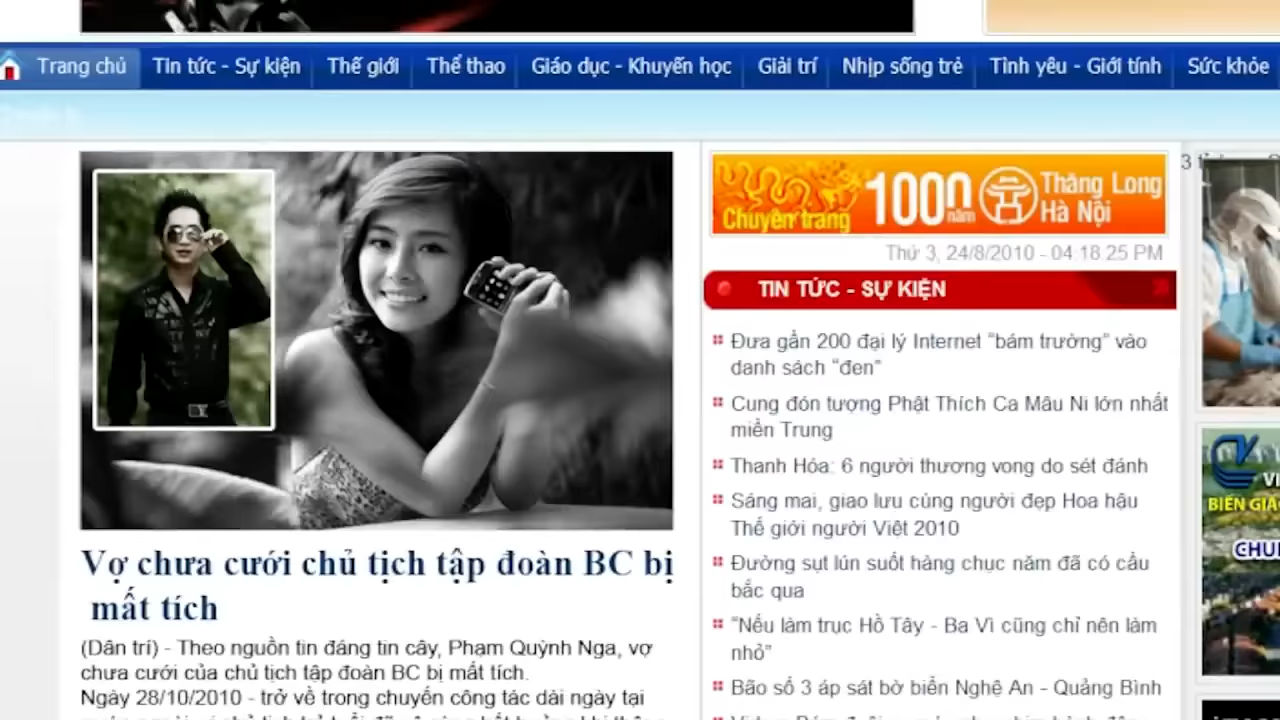 Trang chủ Tin tức - Sự kiện Thế giới Thể thao Giáo dục - Khuyến học Giải trí Nhịp sống trẻ Tình yêu - Giới tính Sức khỏe
Vợ chưa cưới chủ tịch tập đoàn BC bị
mất tích
(Dân trí) - Theo nguồn tin đáng tin cây, Phạm Quỳnh Nga, vợ
chưa cưới của chủ tịch tập đoàn BC bị mất tích.
Ngày 28/10/2010 - trở về trong chuyến công tác dài ngày tại
Chuyên trang 1000 năm Thăng Long
Hà Nội
Thứ 3, 24/8/2010 - 04:18:25 PM
TIN TỨC - SỰ KIỆN
Đưa gần 200 đại lý Internet “bám trường” vào
danh sách “đen”
Cung đón tượng Phật Thích Ca Mâu Ni lớn nhất
miền Trung
Thanh Hóa: 6 người thương vong do sét đánh
Sáng mai, giao lưu cùng người đẹp Hoa hậu
Thế giới người Việt 2010
Đường sụt lún suốt hàng chục năm đã có cầu
bắc qua
“Nếu làm trục Hồ Tây - Ba Vì cũng chỉ nên làm
nhỏ”
Bão số 3 áp sát bờ biển Nghệ An - Quảng Bình